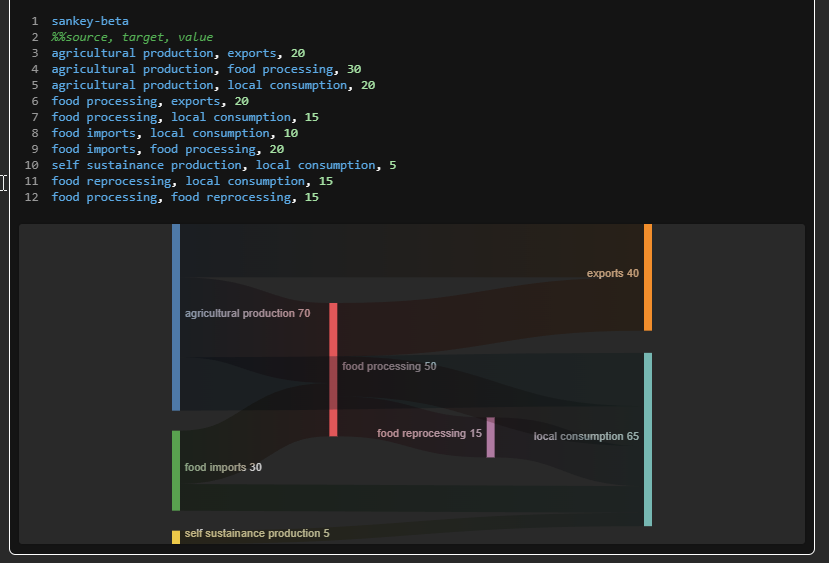 1 sankey-beta
2 %%source, target, value
3 agricultural production, exports, 20
4 agricultural production, food processing, 30
5 agricultural production, local consumption, 20
6 food processing, exports, 20
7 food processing, local consumption, 15
8 food imports, local consumption, 10
9 food imports, food processing, 20
10 self sustainance production, local consumption, 5
11 food reprocessing, local consumption, 15
12 food processing, food reprocessing, 15
exports 40
agricultural production 70
food processing 50
food reprocessing 15
local consumption 65
food imports 30
self sustainance production 5